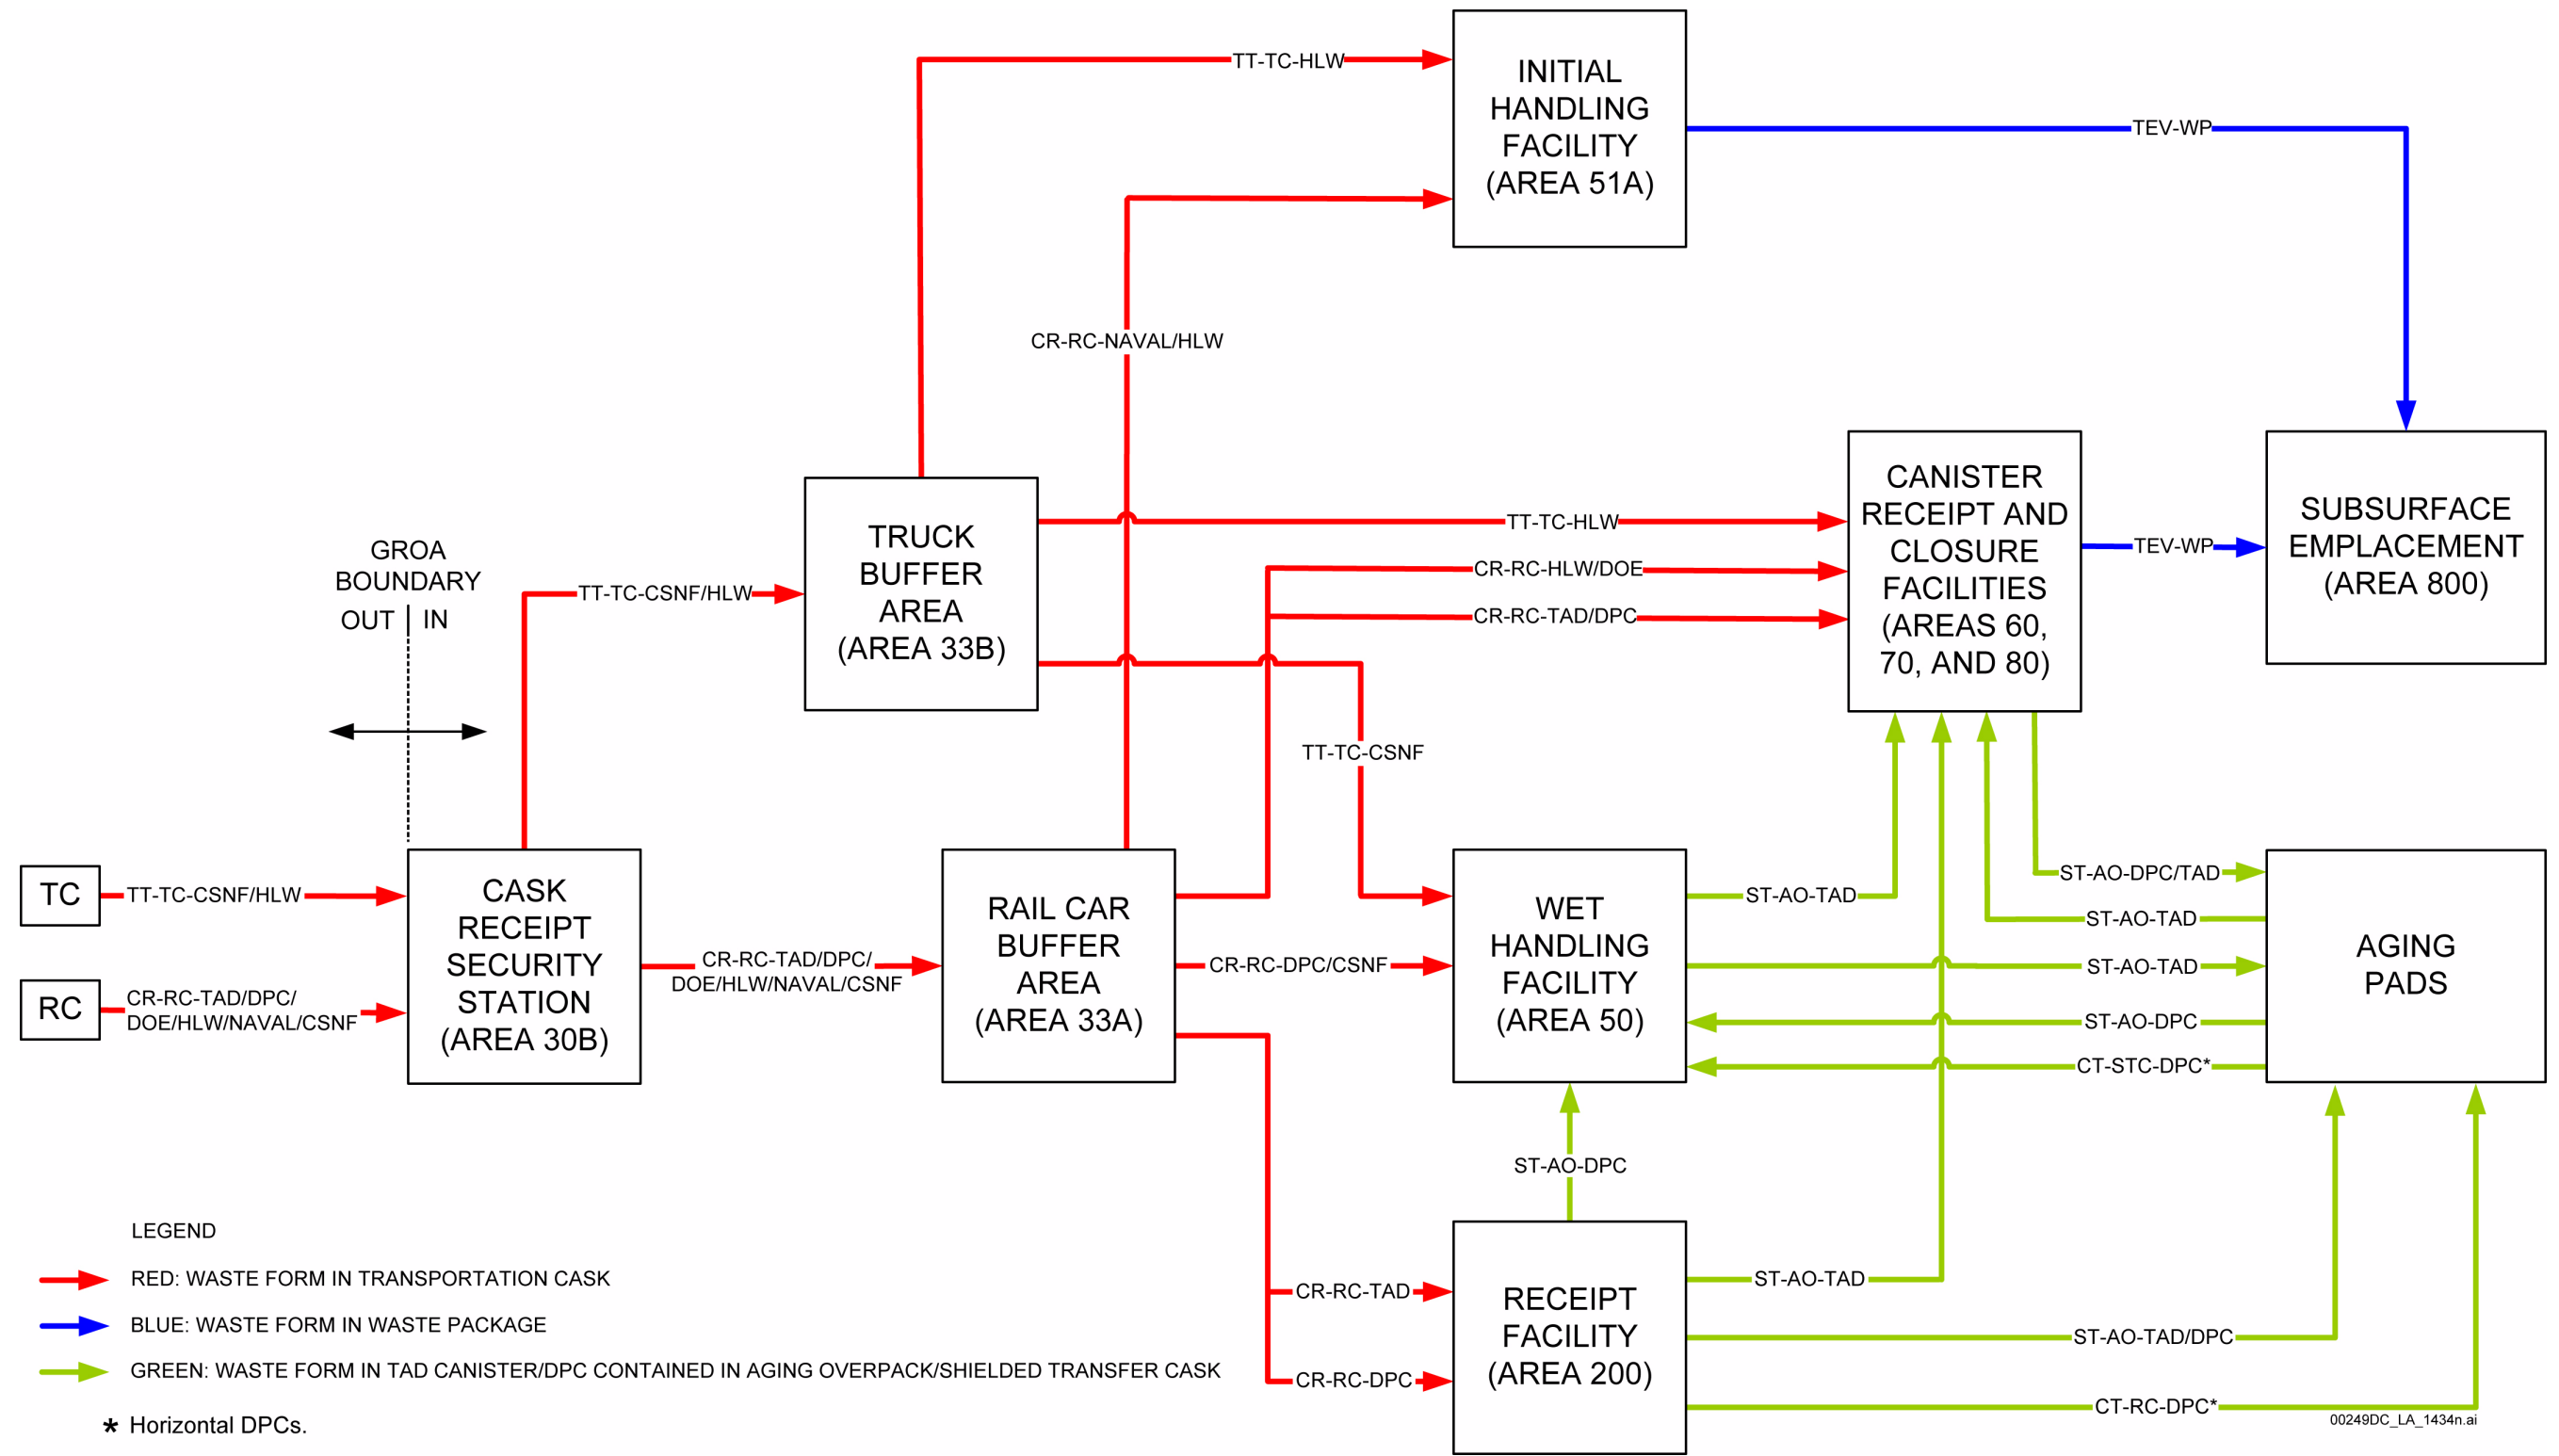 TT-TC-HLW
INITIAL
HANDLING
FACILITY
(AREA 51A)
TEV-WP
CR-RC-NAVAL/HLW
TRUCK
BUFFER
AREA
(AREA 33B)
TT-TC-HLW
CR-RC-HLW/DOE
CR-RC-TAD/DPC
CANISTER
RECEIPT AND
CLOSURE
FACILITIES
(AREAS 60,
70, AND 80)
TEV-WP
SUBSURFACE
EMPLACEMENT
(AREA 800)
GROA
BOUNDARY
OUT
IN
TT-TC-CSNF/HLW
TT-TC-CSNF
TC
TT-TC-CSNF/HLW
RC
CR-RC-TAD/DPC/
DOE/HLW/NAVAL/CSNF
CASK
RECEIPT
SECURITY
STATION
(AREA 30B)
CR-RC-TAD/DPC/
DOE/HLW/NAVAL/CSNF
RAIL CAR
BUFFER
AREA
(AREA 33A)
CR-RC-DPC/CSNF
WET
HANDLING
FACILITY
(AREA 50)
ST-AO-TAD
ST-AO-DPC/TAD
ST-AO-TAD
ST-AO-TAD
ST-AO-DPC
CT-STC-DPC*
AGING
PADS
ST-AO-DPC
CR-RC-TAD
CR-RC-DPC
RECEIPT
FACILITY
(AREA 200)
ST-AO-TAD
ST-AO-TAD/DPC
CT-RC-DPC*
00249DC_LA_1434n.ai
LEGEND
RED: WASTE FORM IN TRANSPORTATION CASK
BLUE: WASTE FORM IN WASTE PACKAGE
GREEN: WASTE FORM IN TAD CANISTER/DPC CONTAINED IN AGING OVERPACK/SHIELDED TRANSFER CASK
* Horizontal DPCs.